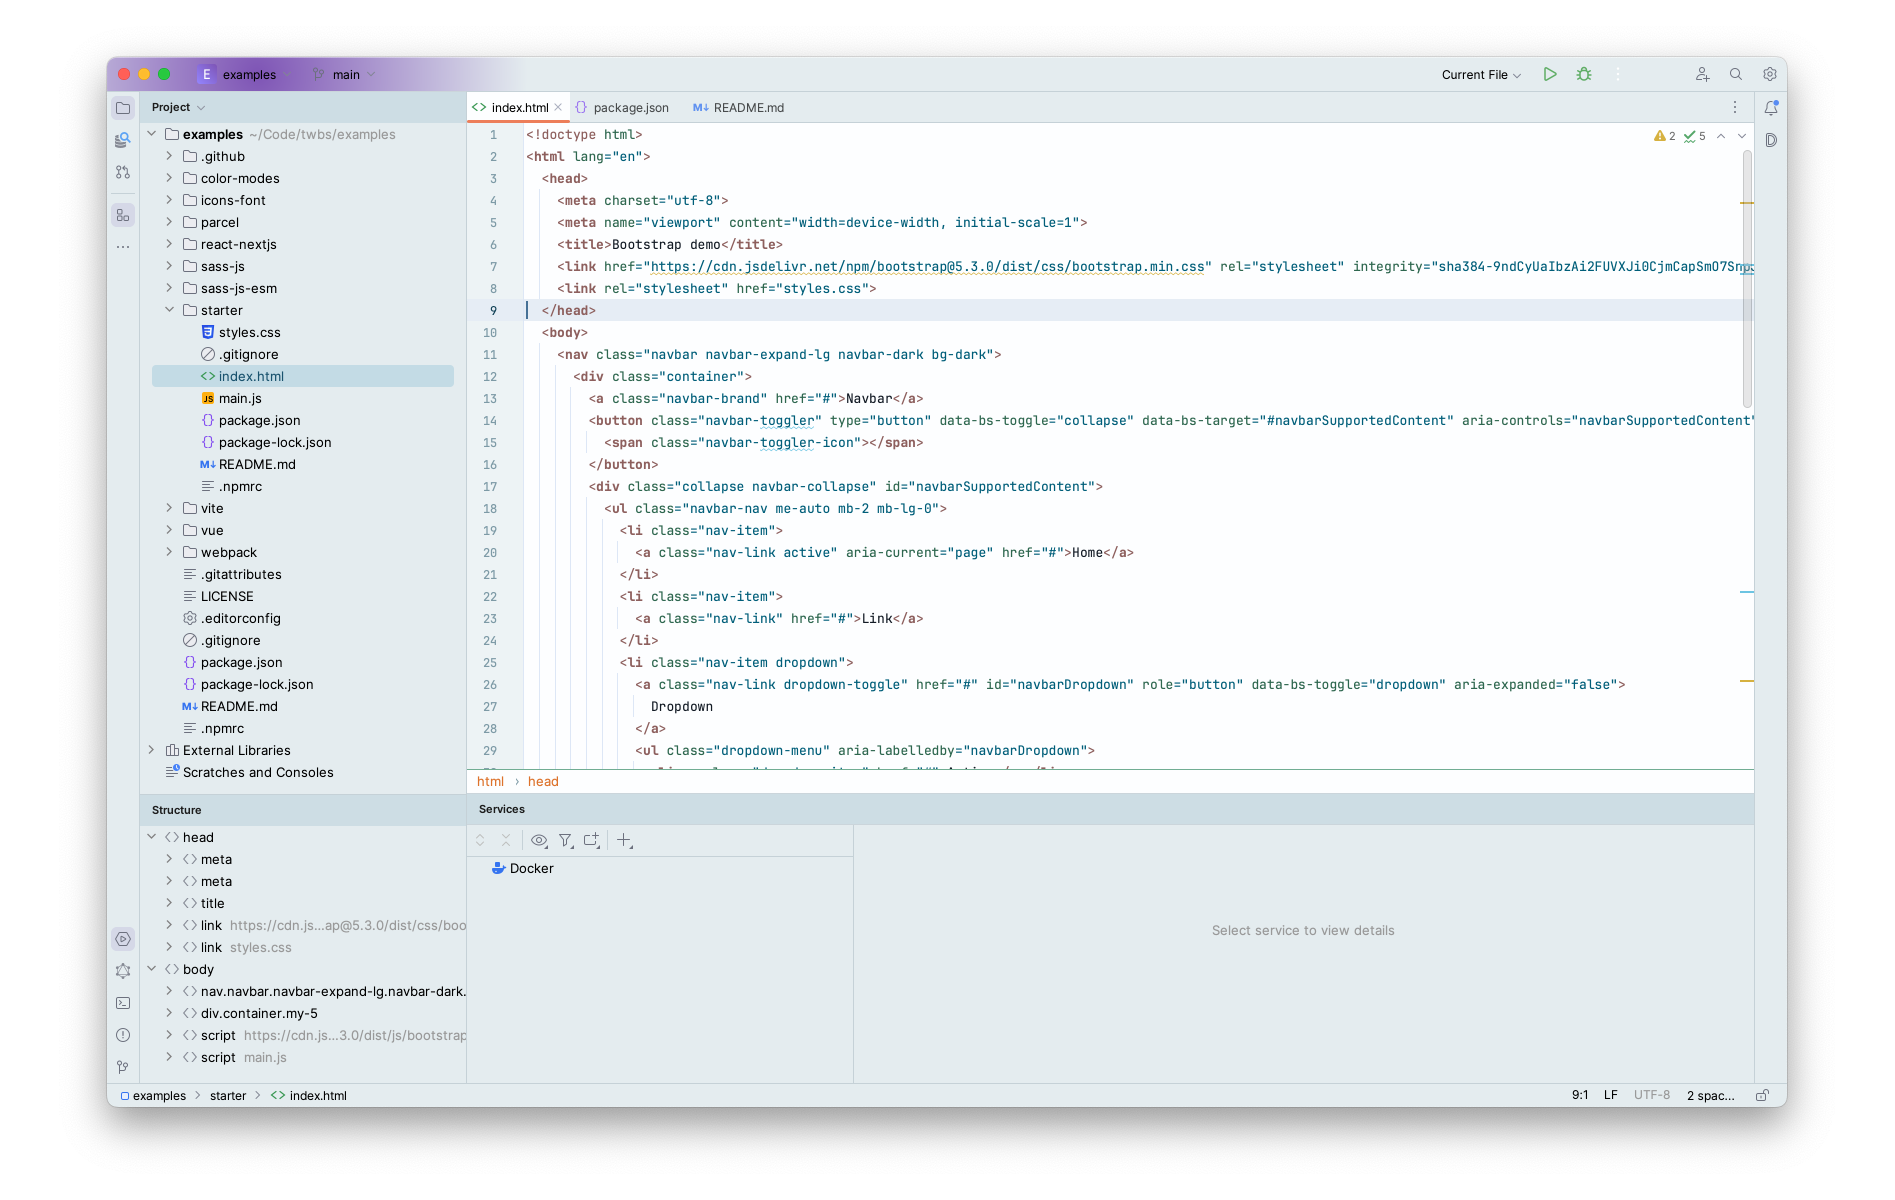 E examples main
Current File
Project
examples ~/Code/twbs/examples
.github
color-modes
icons-font
parcel
react-nextjs
sass-js
sass-js-esm
starter
styles.css
.gitignore
index.html
JS main.js
package.json
package-lock.json
M↓ README.md
.npmrc
vite
vue
webpack
.gitattributes
LICENSE
.editorconfig
.gitignore
package.json
package-lock.json
M↓ README.md
.npmrc
External Libraries
Scratches and Consoles
index.html package.json M↓ README.md
2 5
1 <!doctype html>
2 <html lang="en">
3 <head>
4 <meta charset="utf-8">
5 <meta name="viewport" content="width=device-width, initial-scale=1">
6 <title>Bootstrap demo</title>
7 <link href="https://cdn.jsdelivr.net/npm/bootstrap@5.3.0/dist/css/bootstrap.min.css" rel="stylesheet" integrity="sha384-9ndCyUaIbzAi2FUVXJi0CjmCapSmO7Snp
8 <link rel="stylesheet" href="styles.css">
9 </head>
10 <body>
11 <nav class="navbar navbar-expand-lg navbar-dark bg-dark">
12 <div class="container">
13 <a class="navbar-brand" href="#">Navbar</a>
14 <button class="navbar-toggler" type="button" data-bs-toggle="collapse" data-bs-target="#navbarSupportedContent" aria-controls="navbarSupportedContent"
15 <span class="navbar-toggler-icon"></span>
16 </button>
17 <div class="collapse navbar-collapse" id="navbarSupportedContent">
18 <ul class="navbar-nav me-auto mb-2 mb-lg-0">
19 <li class="nav-item">
20 <a class="nav-link active" aria-current="page" href="#">Home</a>
21 </li>
22 <li class="nav-item">
23 <a class="nav-link" href="#">Link</a>
24 </li>
25 <li class="nav-item dropdown">
26 <a class="nav-link dropdown-toggle" href="#" id="navbarDropdown" role="button" data-bs-toggle="dropdown" aria-expanded="false">
27 Dropdown
28 </a>
29 <ul class="dropdown-menu" aria-labelledby="navbarDropdown">
html › head
Structure
head
meta
meta
title
link https://cdn.js...ap@5.3.0/dist/css/boo
link styles.css
body
nav.navbar.navbar-expand-lg.navbar-dark.
div.container.my-5
script https://cdn.js...3.0/dist/js/bootstrap
script main.js
Services
Docker
Select service to view details
examples > starter > index.html
9:1 LF UTF-8 2 spac...